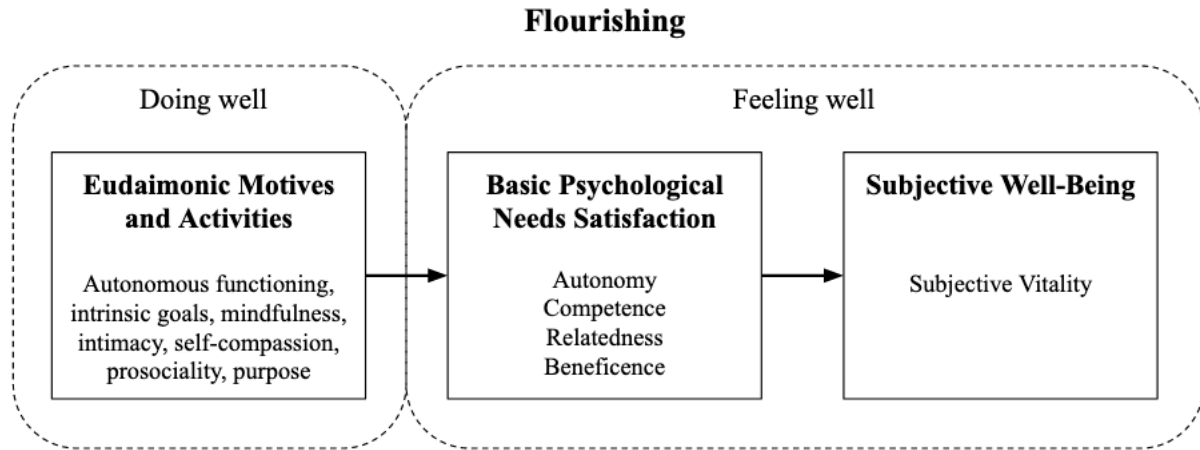 Flourishing
Doing well
Feeling well
Eudaimonic Motives
and Activities
Autonomous functioning,
intrinsic goals, mindfulness,
intimacy, self-compassion,
prosociality, purpose
Basic Psychological
Needs Satisfaction
Autonomy
Competence
Relatedness
Beneficence
Subjective Well-Being
Subjective Vitality